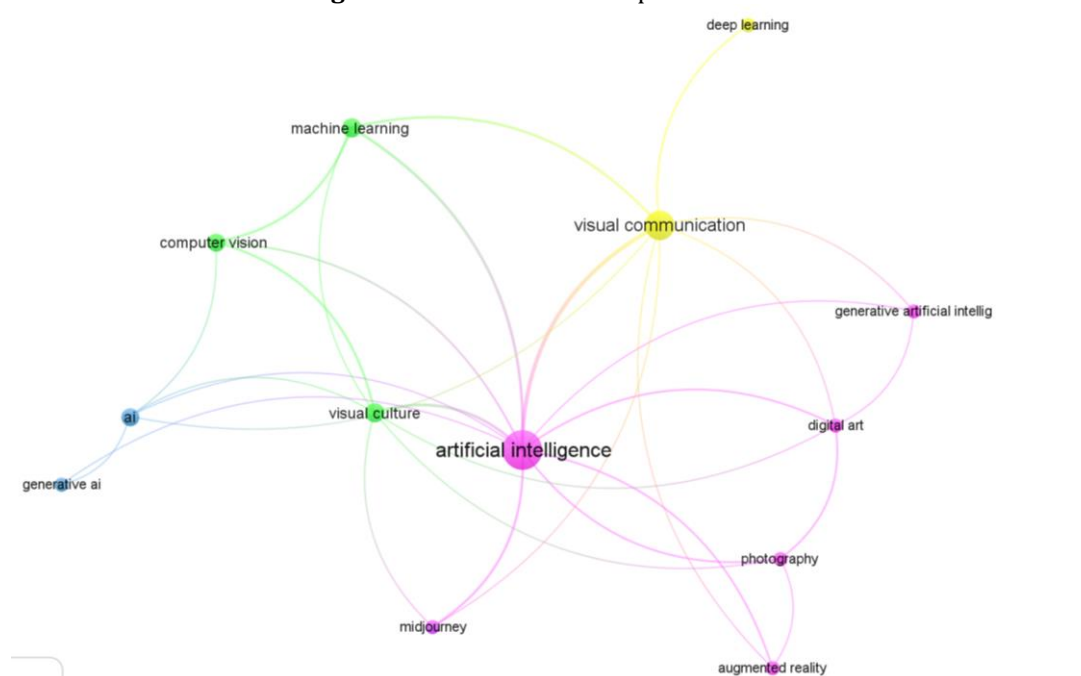 deep learning
machine learning
visual communication
computer vision
generative artificial intellig
visual culture
ai
digital art
artificial intelligence
generative ai
photography
midjourney
augmented reality